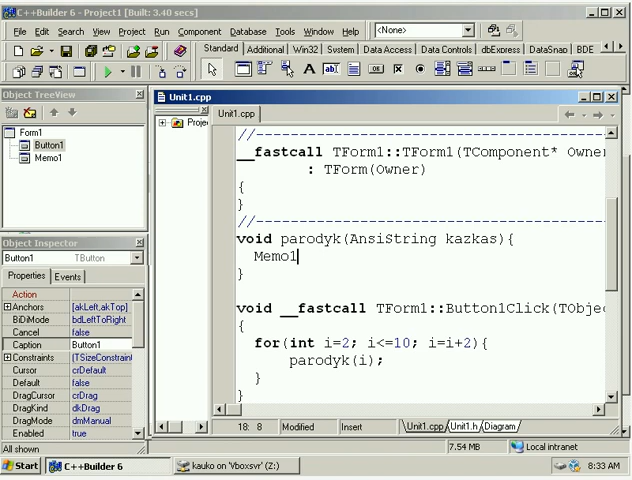 C++Builder 6 - Project1 [Built: 3.40 secs]
File Edit Search View Project Run Component Database Tools Window Help <None>
Standard Additional Win32 System Data Access Data Controls dbExpress DataSnap BDE
Object TreeView
Form1
Button1
Memo1
Object Inspector
Button1 TButton
Properties Events
Action
Anchors [akLeft,akTop]
BiDiMode bdLeftToRight
Cancel false
Caption Button1
Constraints (TSizeConstraint
Cursor crDefault
Default false
DragCursor crDrag
DragKind dkDrag
DragMode dmManual
Enabled true
All shown
Unit1.cpp
Proje
Unit1.cpp
//------------------------------------------
__fastcall TForm1::TForm1(TComponent* Owne
: TForm(Owner)
{
}
//------------------------------------------
void parodyk(AnsiString kazkas){
Memo1
}
void __fastcall TForm1::Button1Click(TObje
{
for(int i=2; i<=10; i=i+2){
parodyk(i);
}
}
18: 8 Modified Insert Unit1.cpp Unit1.h Diagram
7.54 MB Local intranet
Start C++Builder 6 kauko on 'Vboxsvr' (Z:) 8:33 AM